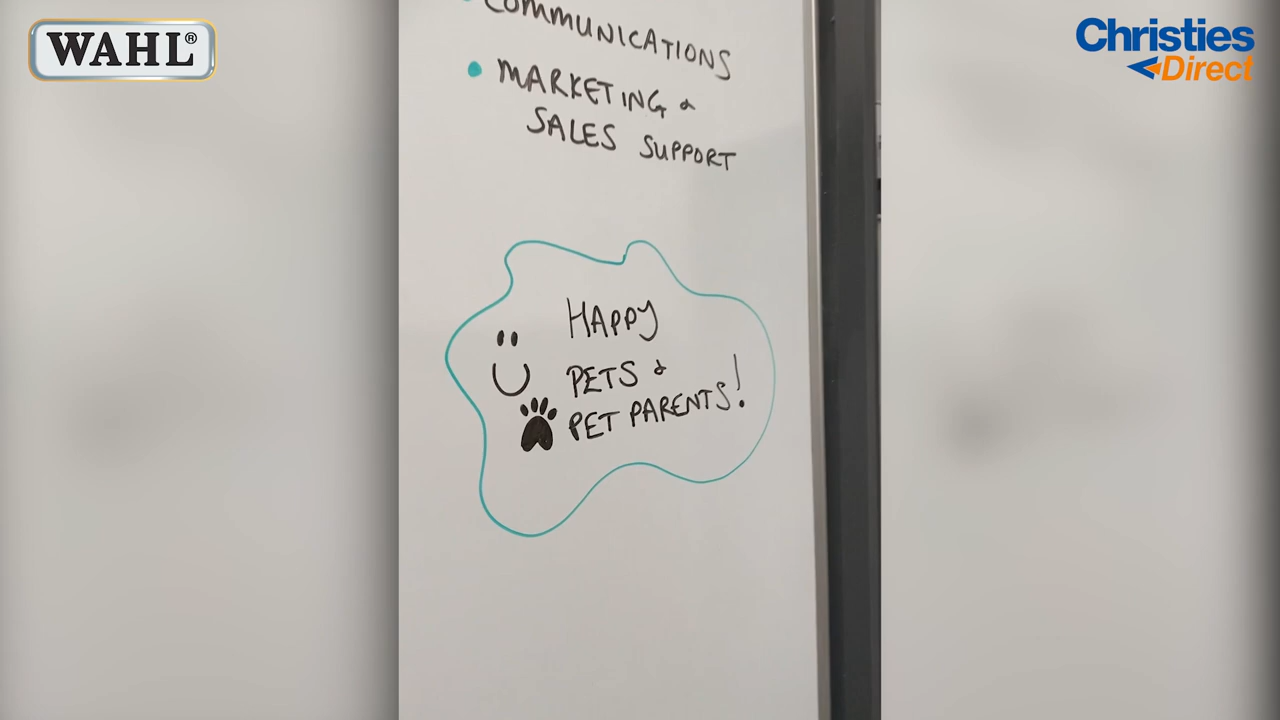 WAHL®
Christies
Direct
COMMUNICATIONS
MARKETING &
SALES SUPPORT
HAPPY
PETS &
PET PARENTS!